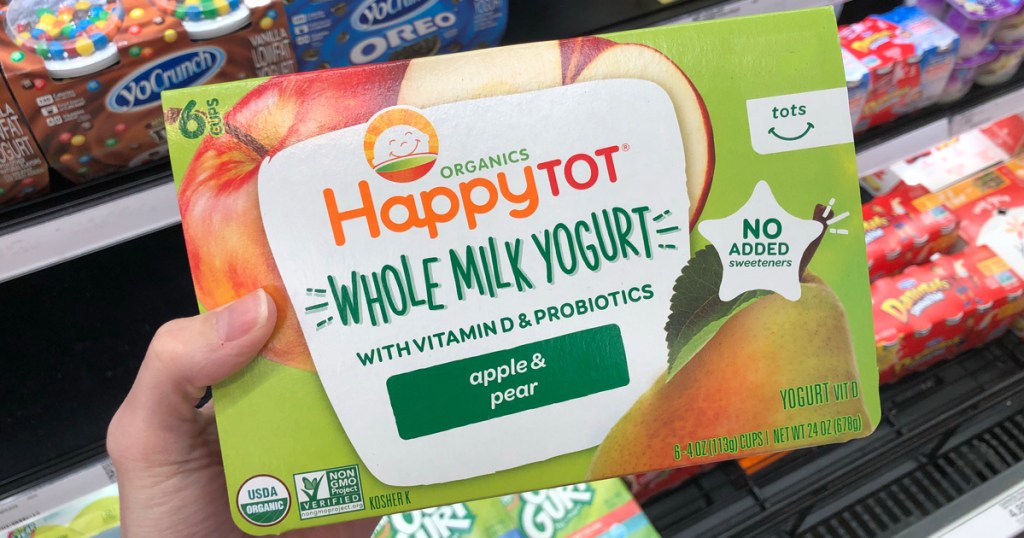 YoCrunch
OREO
YoCrunch
VANILLA
LOWFAT
6
CUPS
tots
ORGANICS
HappyTOT®
WHOLE MILK YOGURT
WITH VITAMIN D & PROBIOTICS
apple &
pear
NO
ADDED
sweeteners
YOGURT VIT D
6-4 OZ (113g) CUPS | NET WT 24 OZ (678g)
USDA
ORGANIC
NON
GMO
Project
VERIFIED
nongmoproject.org
KOSHER K
Danimals